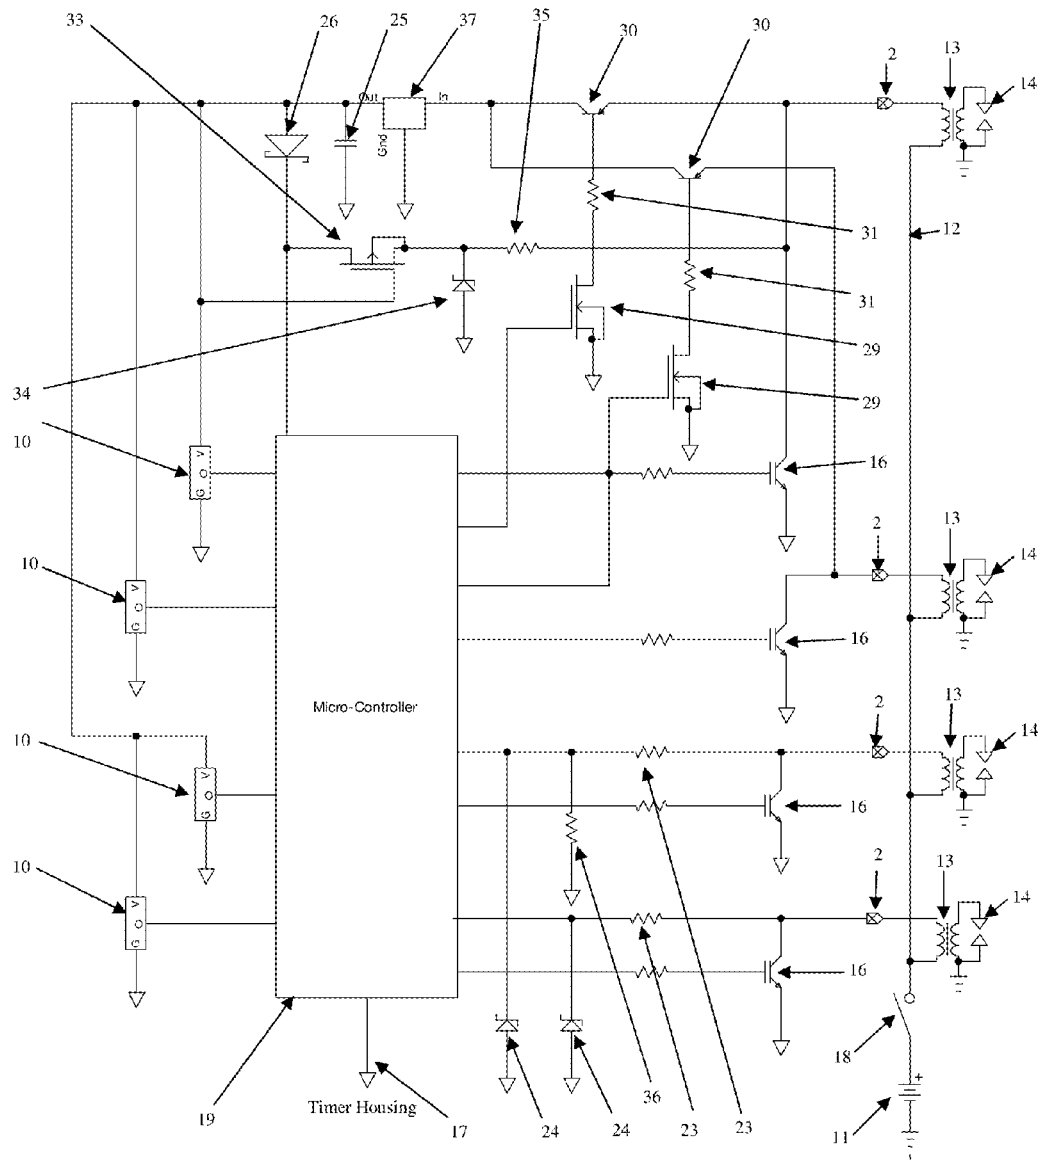 33 26 25 37 35 30 30 2 13 14
Out In
Gnd
31 12
31
29
34 29
10 V G 16
2 13 14
10 V G 16
Micro-Controller
2 13 14
10 V G 16
2 13 14
10 V G 16
18
+
19 Timer Housing 17 24 24 36 23 23 11